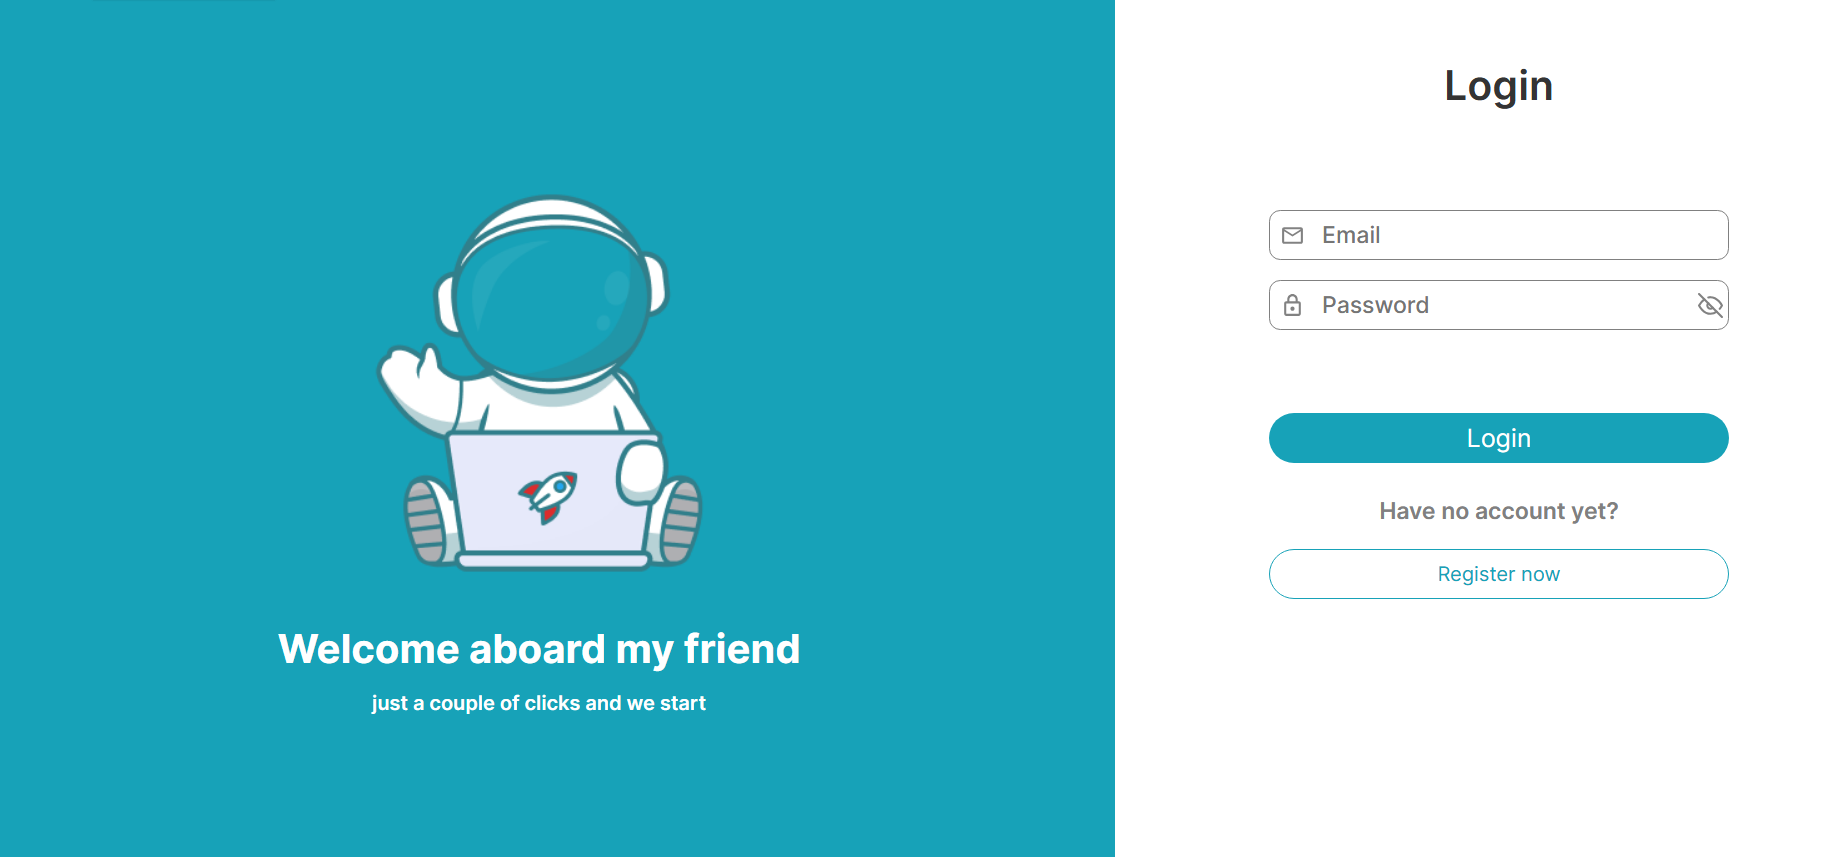 Welcome aboard my friend
just a couple of clicks and we start
Login
Email
Password
Login
Have no account yet?
Register now